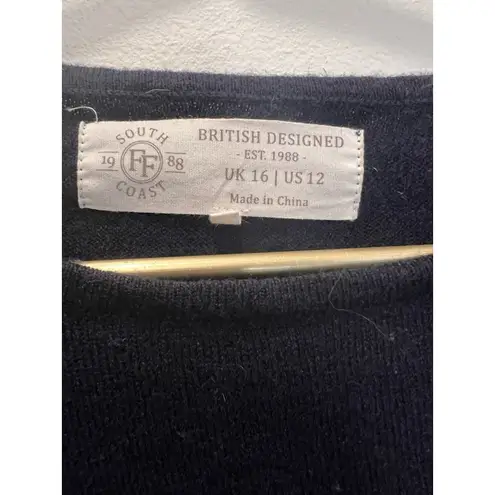 SOUTH
19 FF 88
COAST
BRITISH DESIGNED
- EST. 1988 -
UK 16 | US 12
Made in China